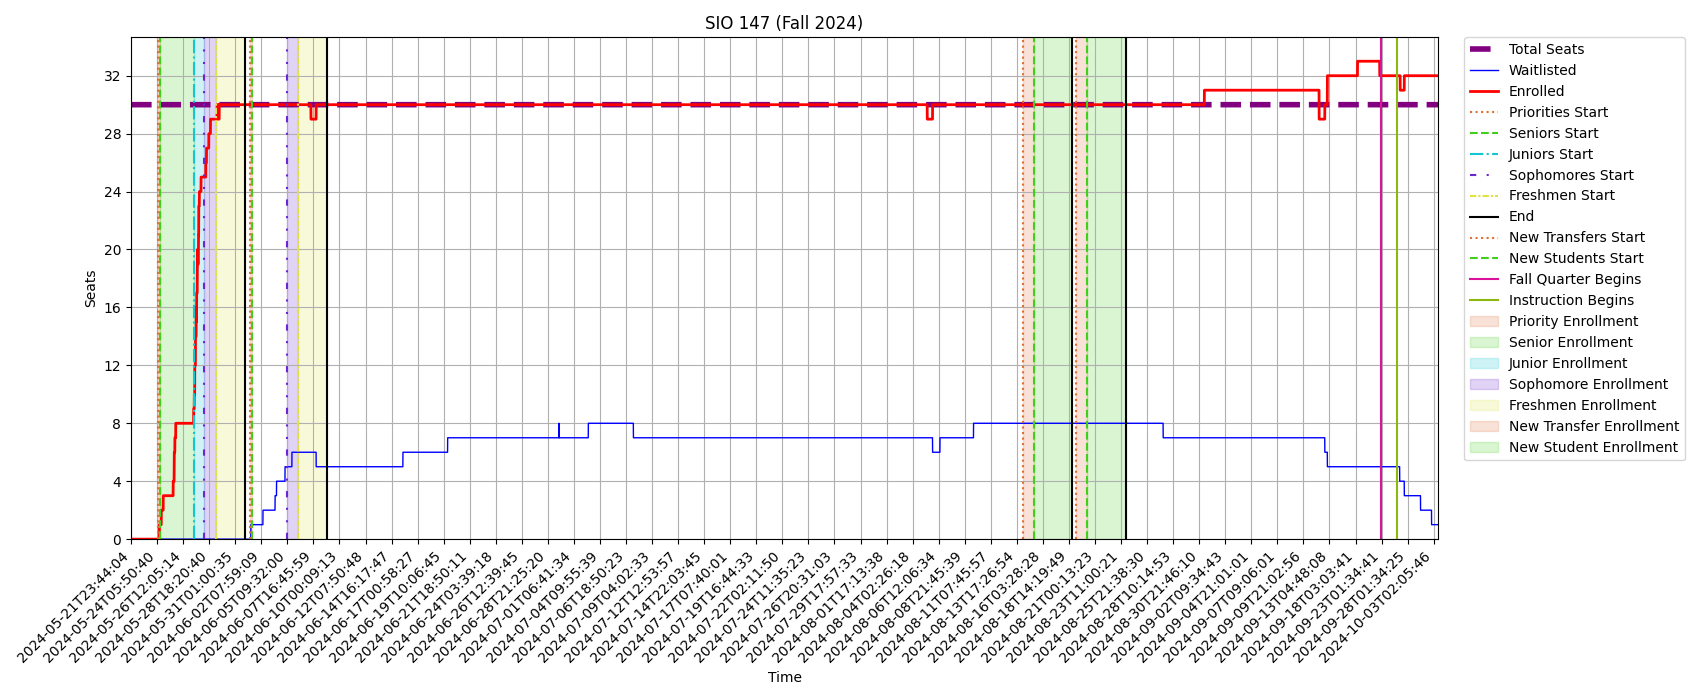 SIO 147 (Fall 2024)
Seats
32
28
24
20
16
12
8
4
0
2024-05-21T23:44:04
2024-05-24T05:50:40
2024-05-26T12:05:14
2024-05-28T18:20:40
2024-05-31T01:00:35
2024-06-02T07:59:09
2024-06-05T09:32:00
2024-06-07T16:45:59
2024-06-10T00:09:13
2024-06-12T07:50:48
2024-06-14T16:17:47
2024-06-17T00:58:27
2024-06-19T10:06:45
2024-06-21T18:50:11
2024-06-24T03:39:18
2024-06-26T12:39:45
2024-06-28T21:25:20
2024-07-01T06:41:34
2024-07-04T09:55:39
2024-07-06T18:50:23
2024-07-09T04:02:33
2024-07-12T12:53:57
2024-07-14T22:03:45
2024-07-17T07:40:01
2024-07-19T16:44:33
2024-07-22T02:11:50
2024-07-24T11:35:23
2024-07-26T20:31:03
2024-07-29T17:57:33
2024-08-01T17:13:38
2024-08-04T02:26:18
2024-08-06T12:06:34
2024-08-08T21:45:39
2024-08-11T07:45:57
2024-08-13T17:26:54
2024-08-16T03:28:28
2024-08-18T14:19:49
2024-08-21T00:13:23
2024-08-23T11:00:21
2024-08-25T21:38:30
2024-08-28T10:14:53
2024-08-30T21:46:10
2024-09-02T09:34:43
2024-09-04T21:01:01
2024-09-07T09:06:01
2024-09-09T21:02:56
2024-09-13T04:48:08
2024-09-18T03:03:41
2024-09-23T01:34:41
2024-09-28T01:34:25
2024-10-03T02:05:46
Time
Total Seats
Waitlisted
Enrolled
Priorities Start
Seniors Start
Juniors Start
Sophomores Start
Freshmen Start
End
New Transfers Start
New Students Start
Fall Quarter Begins
Instruction Begins
Priority Enrollment
Senior Enrollment
Junior Enrollment
Sophomore Enrollment
Freshmen Enrollment
New Transfer Enrollment
New Student Enrollment